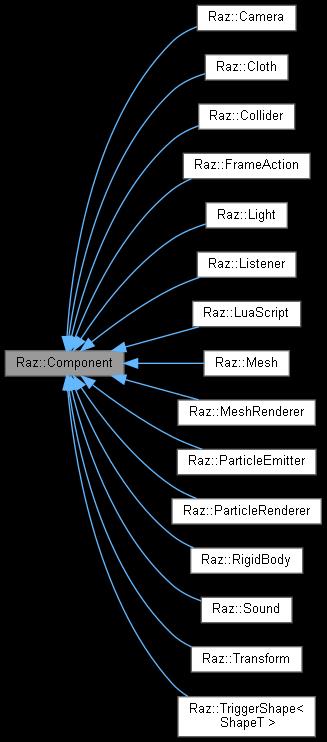 Raz::Camera
Raz::Cloth
Raz::Collider
Raz::FrameAction
Raz::Light
Raz::Listener
Raz::LuaScript
Raz::Component
Raz::Mesh
Raz::MeshRenderer
Raz::ParticleEmitter
Raz::ParticleRenderer
Raz::RigidBody
Raz::Sound
Raz::Transform
Raz::TriggerShape<
ShapeT >